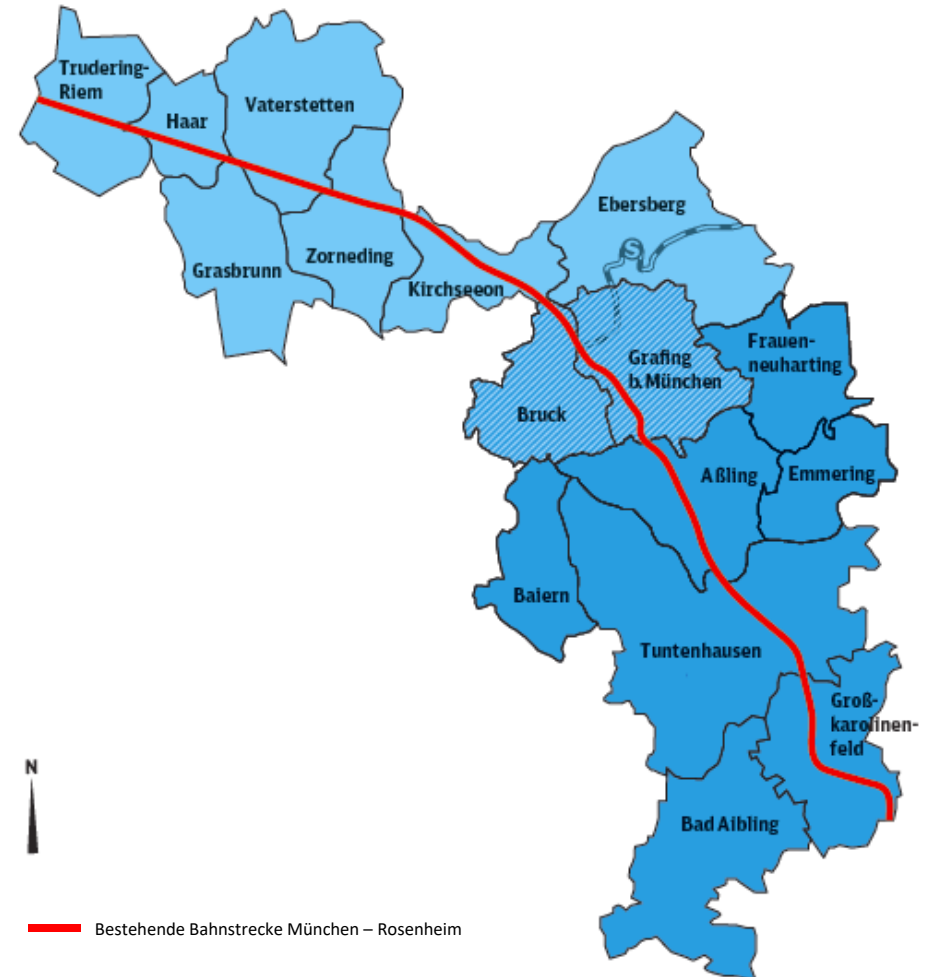 Trudering-
Riem
Haar
Vaterstetten
Ebersberg
S
Grasbrunn
Zorneding
Kirchseeon
Frauen-
neuharting
Grafing
b. München
Bruck
Aßling
Emmering
Baiern
Tuntenhausen
Groß-
karolinen-
feld
Bad Aibling
N
Bestehende Bahnstrecke München – Rosenheim